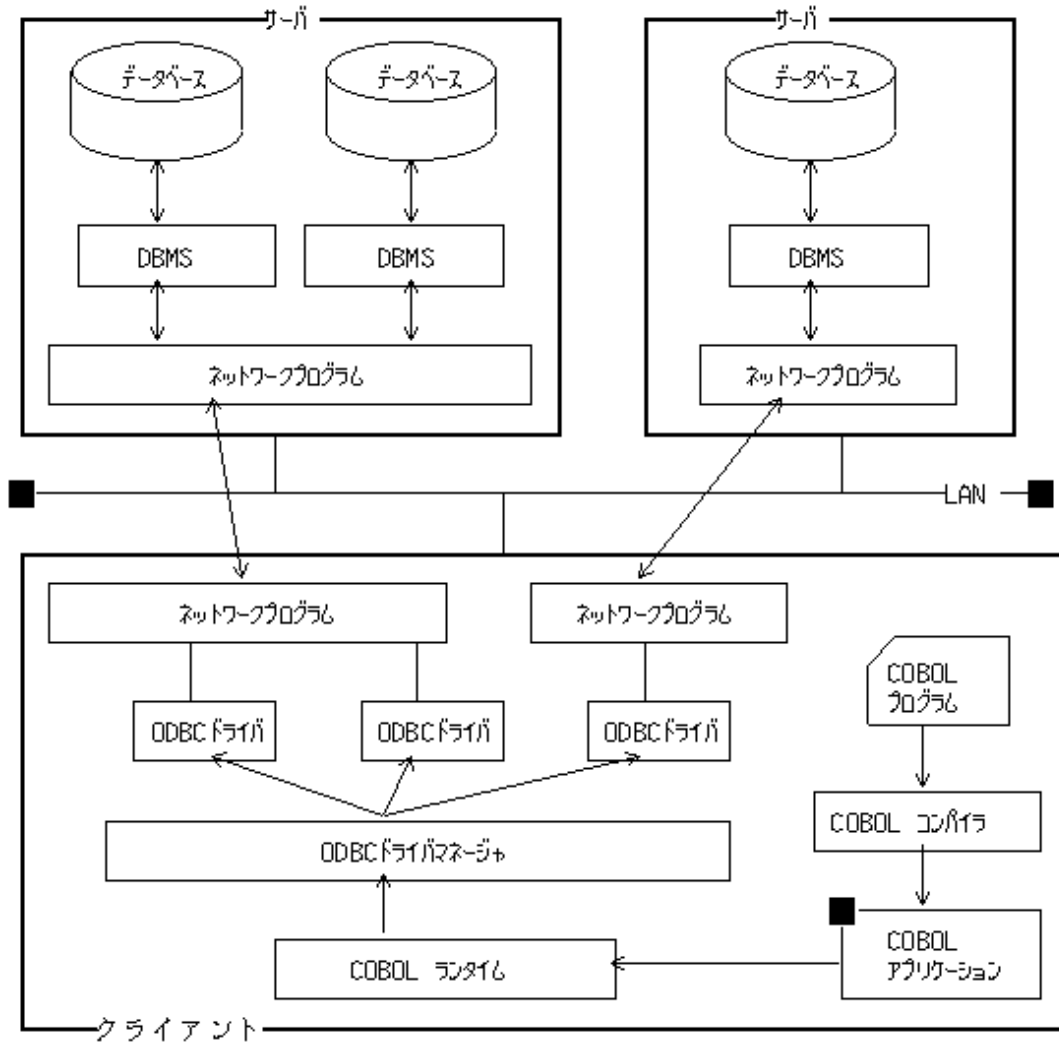 サーバ
サーバ
データベース
データベース
データベース
DBMS
DBMS
DBMS
ネットワークプログラム
ネットワークプログラム
LAN
ネットワークプログラム
ネットワークプログラム
COBOL
プログラム
ODBCドライバ
ODBCドライバ
ODBCドライバ
COBOL コンパイラ
ODBCドライバマネージャ
COBOL
アプリケーション
COBOL ランタイム
クライアント